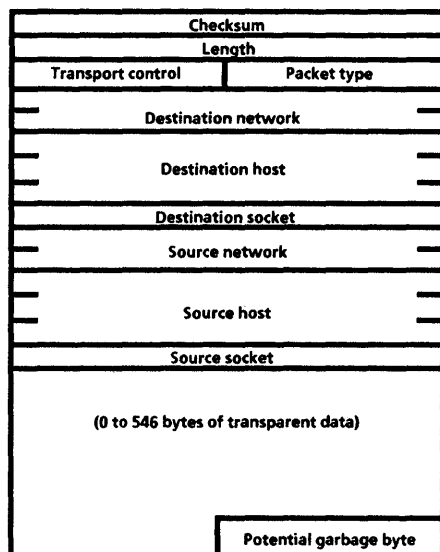 Checksum
Length
Transport control Packet type
Destination network
Destination host
Destination socket
Source network
Source host
Source socket
(0 to 546 bytes of transparent data)
Potential garbage byte